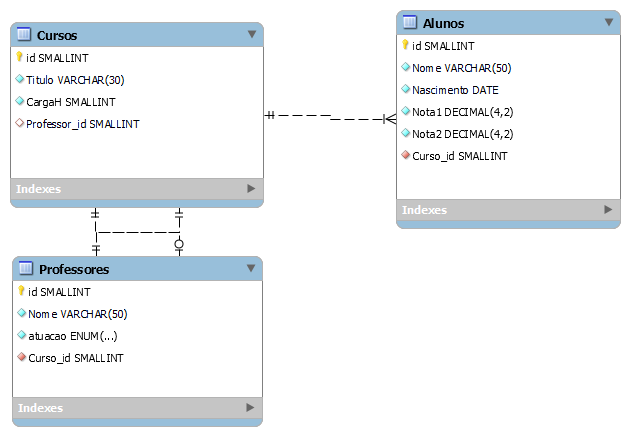 Cursos
id SMALLINT
Titulo VARCHAR(30)
CargaH SMALLINT
Professor_id SMALLINT
Indexes
Alunos
id SMALLINT
Nome VARCHAR(50)
Nascimento DATE
Nota1 DECIMAL(4,2)
Nota2 DECIMAL(4,2)
Curso_id SMALLINT
Indexes
Professores
id SMALLINT
Nome VARCHAR(50)
atuacao ENUM(...)
Curso_id SMALLINT
Indexes